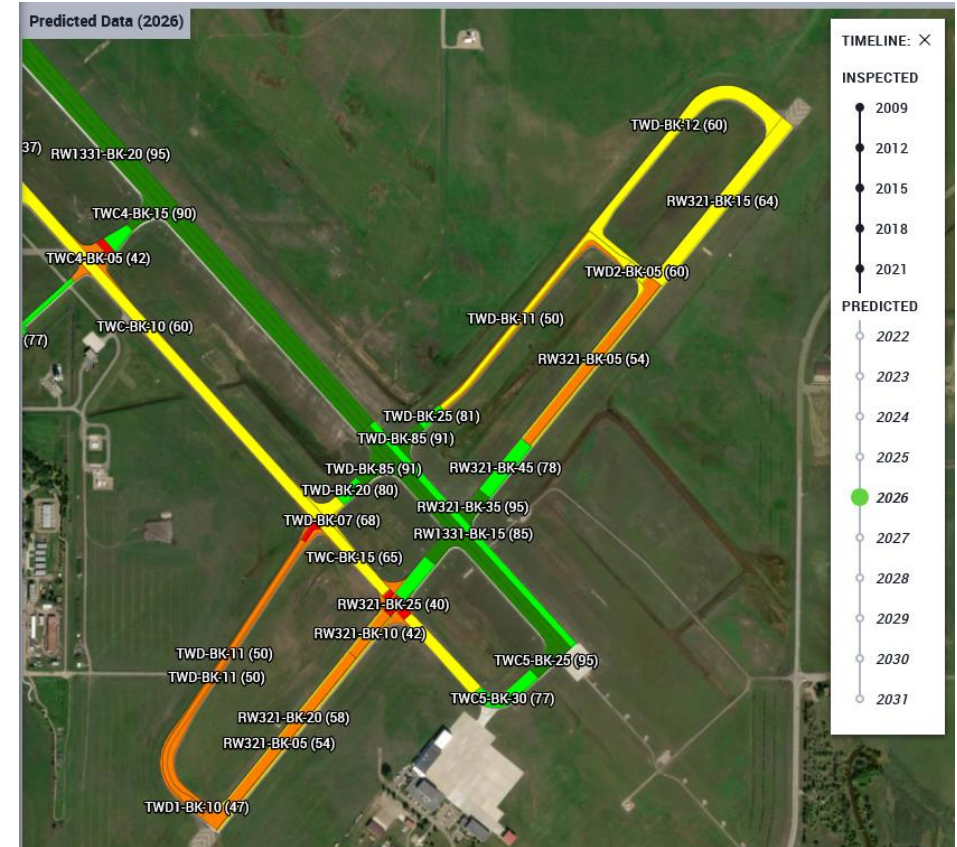 Predicted Data (2026)
37)
RW1331-BK-20 (95)
TWC4-BK-15 (90)
TWC4-BK-05 (42)
TWC-BK-10 (60)
(77)
TWD-BK-12 (60)
RW321-BK-15 (64)
TWD2-BK-05 (60)
TWD-BK-11 (50)
RW321-BK-05 (54)
TWD-BK-25 (81)
TWD-BK-85 (91)
TWD-BK-85 (91)
RW321-BK-45 (78)
TWD-BK-20 (80)
RW321-BK-35 (95)
TWD-BK-07 (68)
RW1331-BK-15 (85)
TWC-BK-15 (65)
RW321-BK-25 (40)
RW321-BK-10 (42)
TWD-BK-11 (50)
TWC5-BK-25 (95)
TWD-BK-11 (50)
TWC5-BK-30 (77)
RW321-BK-20 (58)
RW321-BK-05 (54)
TWD1-BK-10 (47)
TIMELINE: ×
INSPECTED
2009
2012
2015
2018
2021
PREDICTED
2022
2023
2024
2025
2026
2027
2028
2029
2030
2031